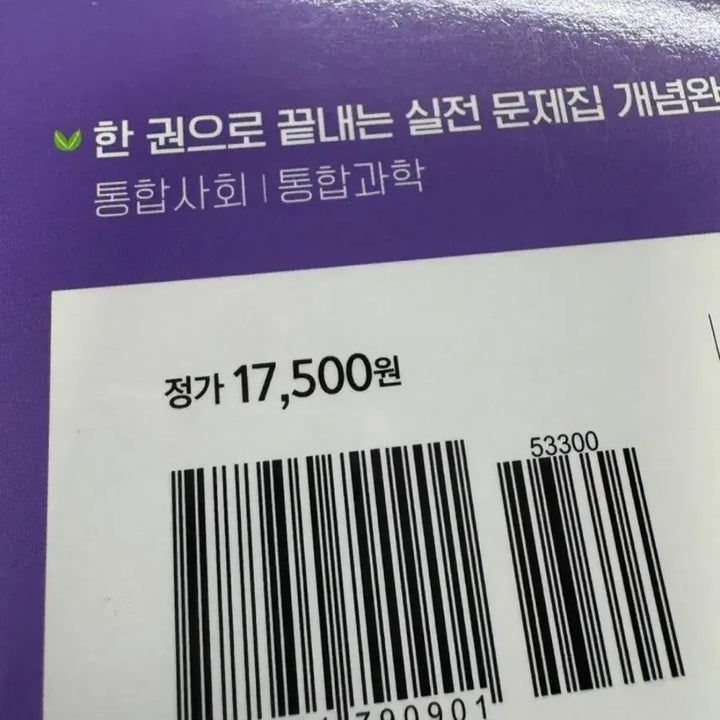 한 권으로 끝내는 실전 문제집 개념완
통합사회 | 통합과학
정가 17,500원
53300
790901